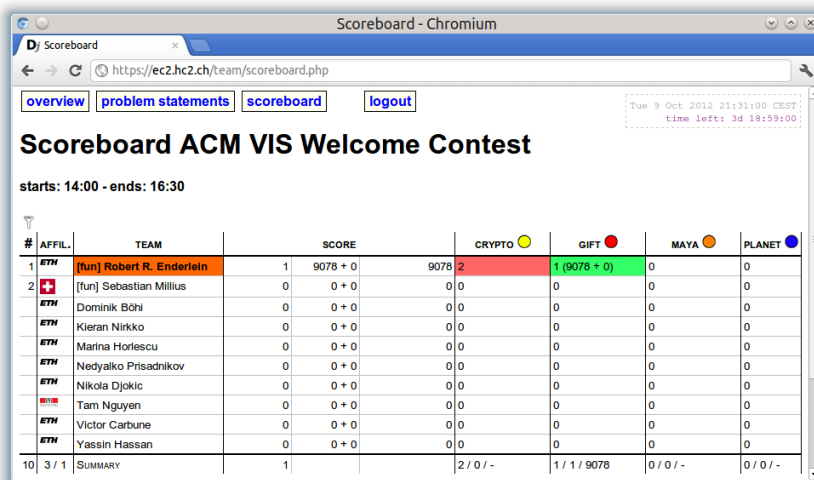 Scoreboard - Chromium
Dj Scoreboard ×
https://ec2.hc2.ch/team/scoreboard.php
overview problem statements scoreboard logout
Tue 9 Oct 2012 21:31:00 CEST
time left: 3d 18:59:00
Scoreboard ACM VIS Welcome Contest
starts: 14:00 - ends: 16:30
# AFFIL. TEAM SCORE CRYPTO GIFT MAYA PLANET
1 ETH [fun] Robert R. Enderlein 1 9078 + 0 9078 2 1 (9078 + 0) 0 0
2 [fun] Sebastian Millius 0 0 + 0 0 0 0 0 0
ETH Dominik Böhi 0 0 + 0 0 0 0 0 0
ETH Kieran Nirkko 0 0 + 0 0 0 0 0 0
ETH Marina Horlescu 0 0 + 0 0 0 0 0 0
ETH Nedyalko Prisadnikov 0 0 + 0 0 0 0 0 0
ETH Nikola Djokic 0 0 + 0 0 0 0 0 0
Tam Nguyen 0 0 + 0 0 0 0 0 0
ETH Victor Carbune 0 0 + 0 0 0 0 0 0
ETH Yassin Hassan 0 0 + 0 0 0 0 0 0
10 3 / 1 SUMMARY 1 2 / 0 / - 1 / 1 / 9078 0 / 0 / - 0 / 0 / -